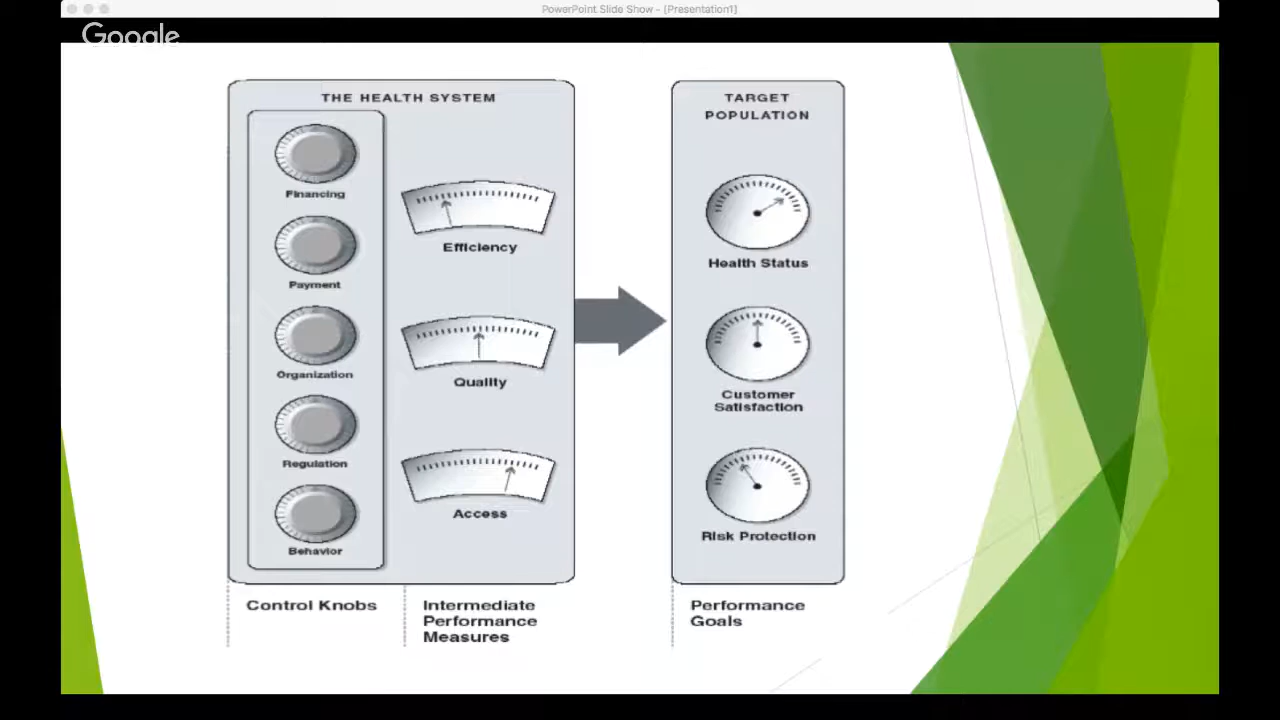 PowerPoint Slide Show - [Presentation1]
Google
THE HEALTH SYSTEM
Financing
Payment
Organization
Regulation
Behavior
Efficiency
Quality
Access
TARGET
POPULATION
Health Status
Customer
Satisfaction
Risk Protection
Control Knobs
Intermediate
Performance
Measures
Performance
Goals